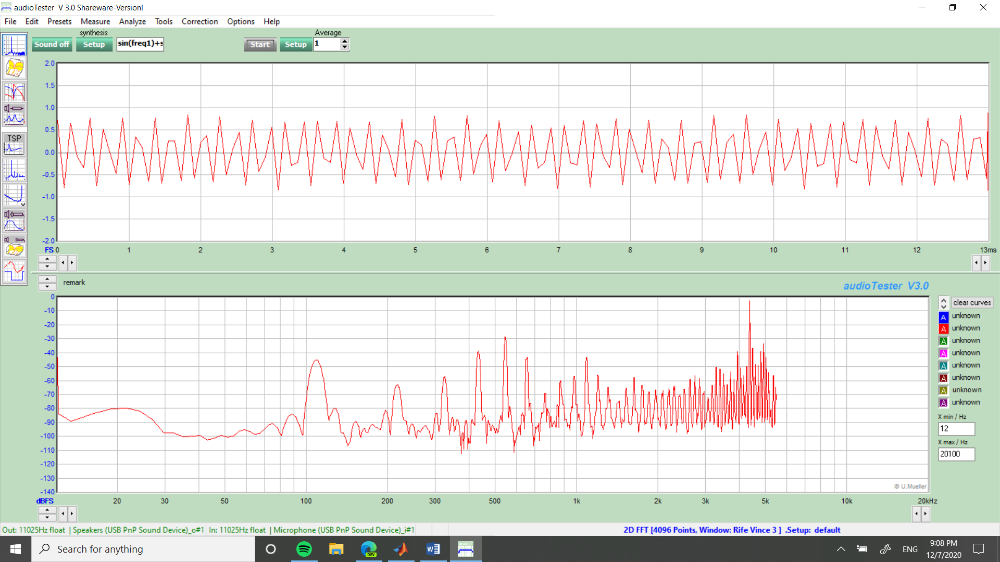 audioTester V 3.0 Shareware-Version!
File Edit Presets Measure Analyze Tools Correction Options Help
synthesis
Average
Sound off Setup sin(freq1)+s Start Setup 1
TSP
2.0
1.5
1.0
0.5
0.0
-0.5
-1.0
-1.5
-2.0
FS 0 1 2 3 4 5 6 7 8 9 10 11 12 13ms
remark
audioTester V3.0
0
-10
-20
-30
-40
-50
-60
-70
-80
-90
-100
-110
-120
-130
-140
clear curves
A unknown
A unknown
A unknown
A unknown
A unknown
A unknown
A unknown
A unknown
X min / Hz
12
X max / Hz
20100
© U.Mueller
dBFS 20 30 50 100 200 300 500 1k 2k 3k 5k 10k 20kHz
Out: 11025Hz float | Speakers (USB PnP Sound Device)_o#1 In: 11025Hz float | Microphone (USB PnP Sound Device)_i#1 2D FFT [4096 Points, Window: Rife Vince 3 ] .Setup: default
Search for anything
DEV
ENG
9:08 PM
12/7/2020